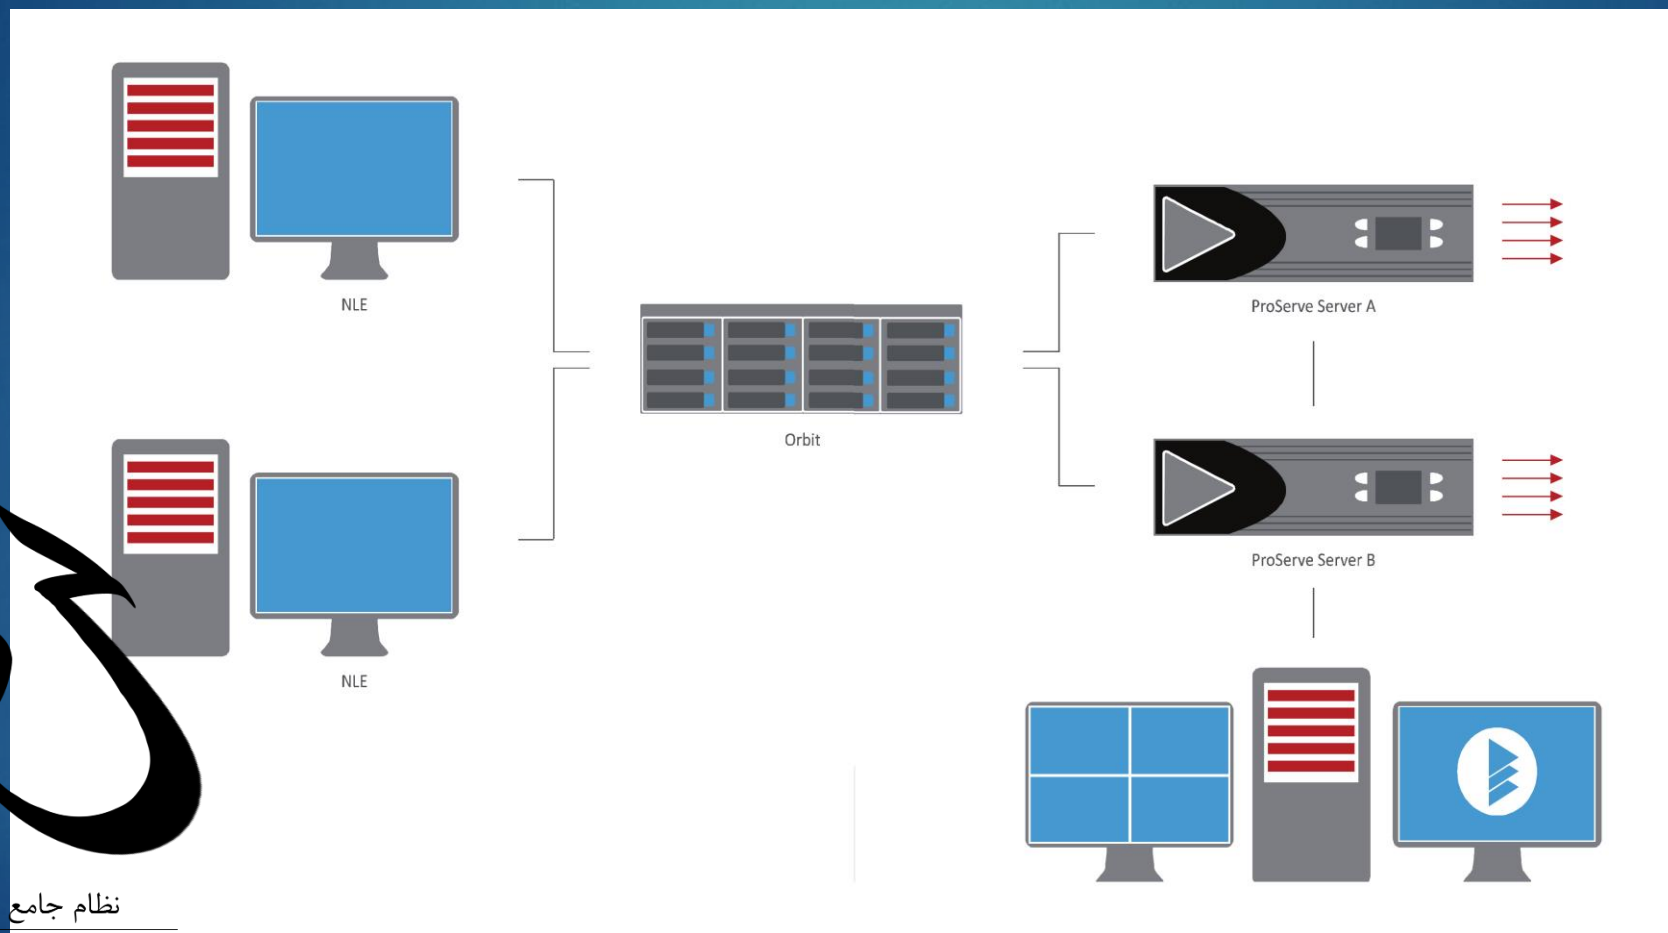 NLE
ProServe Server A
Orbit
ProServe Server B
NLE
نظام جامع